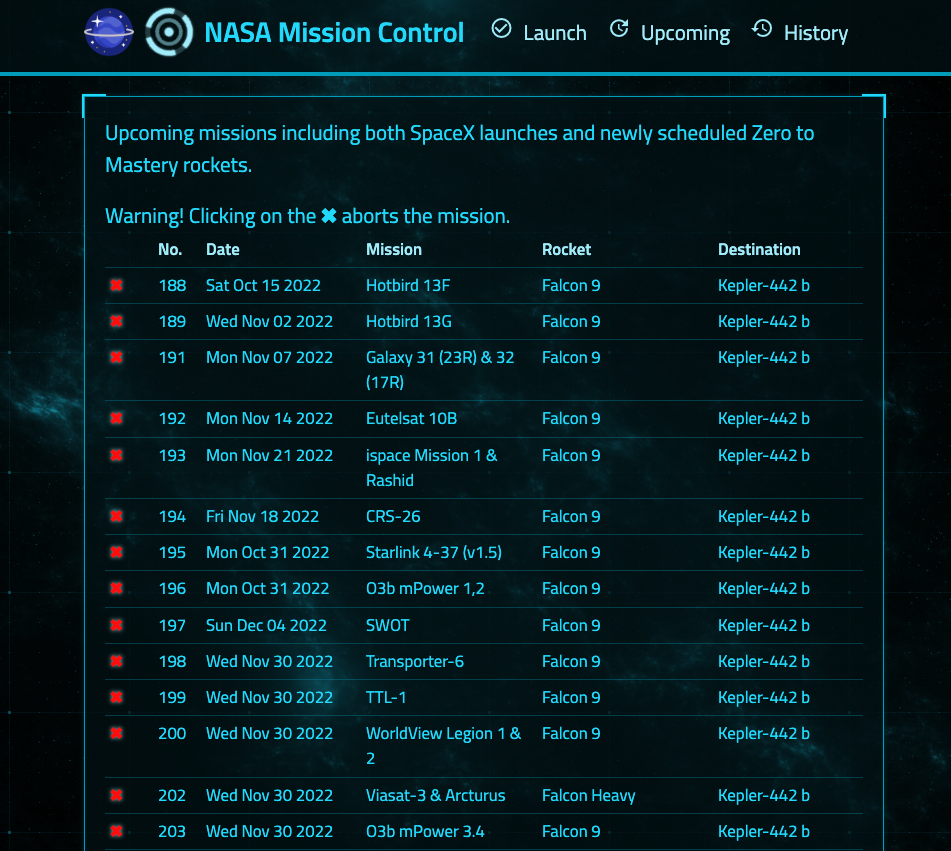 NASA Mission Control Launch Upcoming History
Upcoming missions including both SpaceX launches and newly scheduled Zero to
Mastery rockets.
Warning! Clicking on the ✖ aborts the mission.
No. Date Mission Rocket Destination
✖ 188 Sat Oct 15 2022 Hotbird 13F Falcon 9 Kepler-442 b
✖ 189 Wed Nov 02 2022 Hotbird 13G Falcon 9 Kepler-442 b
✖ 191 Mon Nov 07 2022 Galaxy 31 (23R) & 32 Falcon 9 Kepler-442 b
(17R)
✖ 192 Mon Nov 14 2022 Eutelsat 10B Falcon 9 Kepler-442 b
✖ 193 Mon Nov 21 2022 ispace Mission 1 & Falcon 9 Kepler-442 b
Rashid
✖ 194 Fri Nov 18 2022 CRS-26 Falcon 9 Kepler-442 b
✖ 195 Mon Oct 31 2022 Starlink 4-37 (v1.5) Falcon 9 Kepler-442 b
✖ 196 Mon Oct 31 2022 O3b mPower 1,2 Falcon 9 Kepler-442 b
✖ 197 Sun Dec 04 2022 SWOT Falcon 9 Kepler-442 b
✖ 198 Wed Nov 30 2022 Transporter-6 Falcon 9 Kepler-442 b
✖ 199 Wed Nov 30 2022 TTL-1 Falcon 9 Kepler-442 b
✖ 200 Wed Nov 30 2022 WorldView Legion 1 & Falcon 9 Kepler-442 b
2
✖ 202 Wed Nov 30 2022 Viasat-3 & Arcturus Falcon Heavy Kepler-442 b
✖ 203 Wed Nov 30 2022 O3b mPower 3.4 Falcon 9 Kepler-442 b